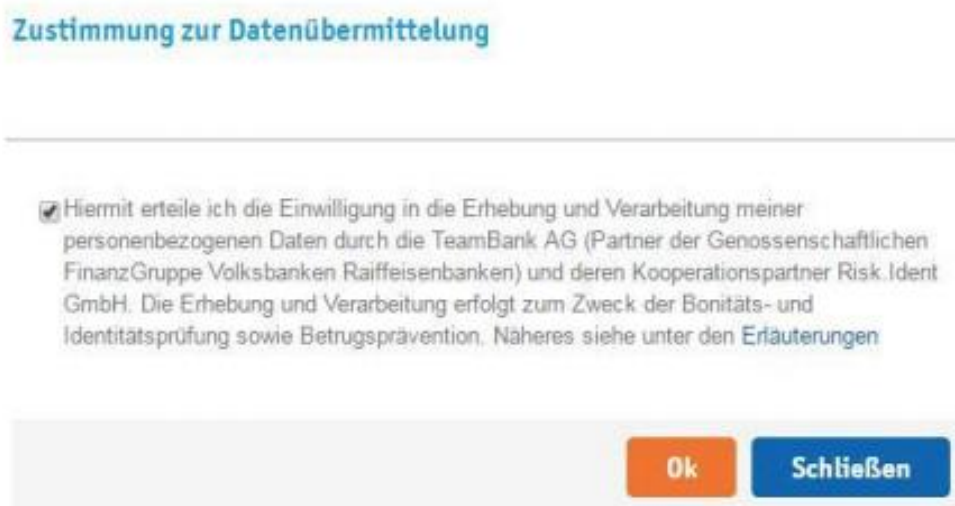 Zustimmung zur Datenübermittelung
Hiermit erteile ich die Einwilligung in die Erhebung und Verarbeitung meiner
personenbezogenen Daten durch die TeamBank AG (Partner der Genossenschaftlichen
FinanzGruppe Volksbanken Raiffeisenbanken) und deren Kooperationspartner Risk.Ident
GmbH. Die Erhebung und Verarbeitung erfolgt zum Zweck der Bonitäts- und
Identitätsprüfung sowie Betrugsprävention. Näheres siehe unter den Erläuterungen
Ok Schließen